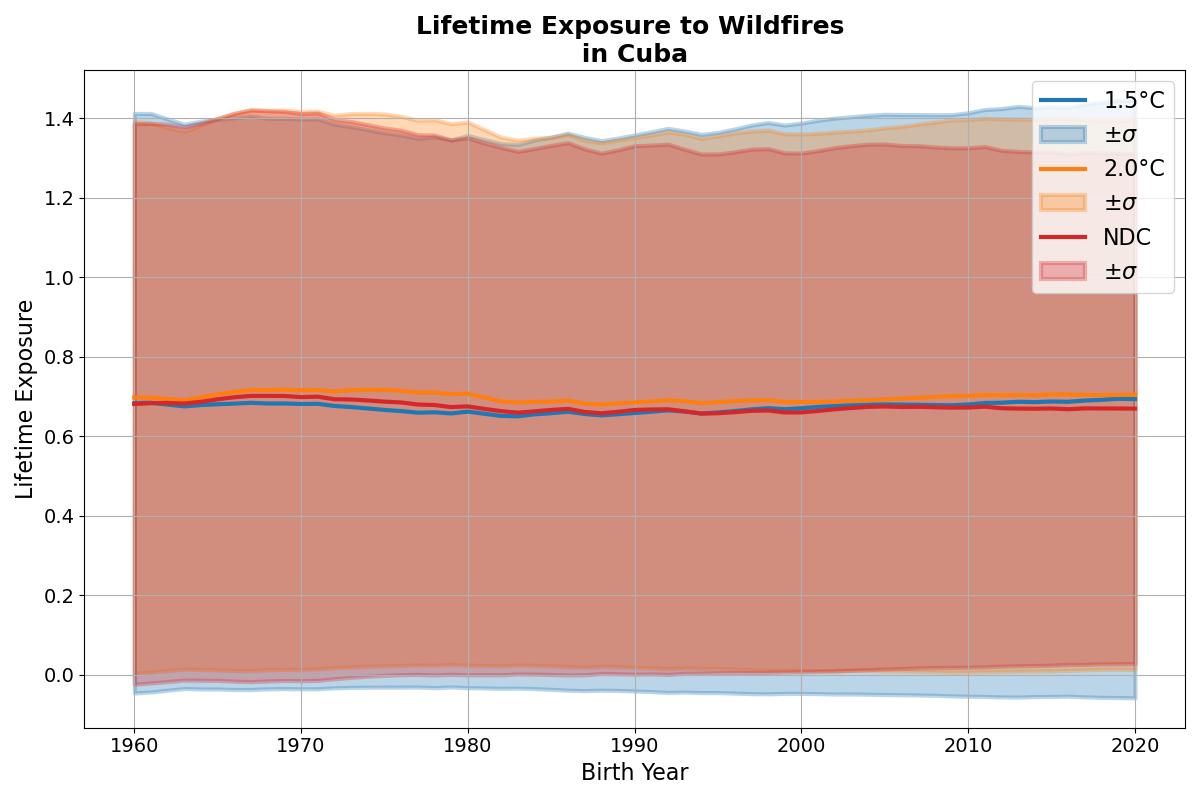 Lifetime Exposure to Wildfires
in Cuba
Lifetime Exposure
1.4
1.2
1.0
0.8
0.6
0.4
0.2
0.0
1.5°C
±σ
2.0°C
±σ
NDC
±σ
1960 1970 1980 1990 2000 2010 2020
Birth Year